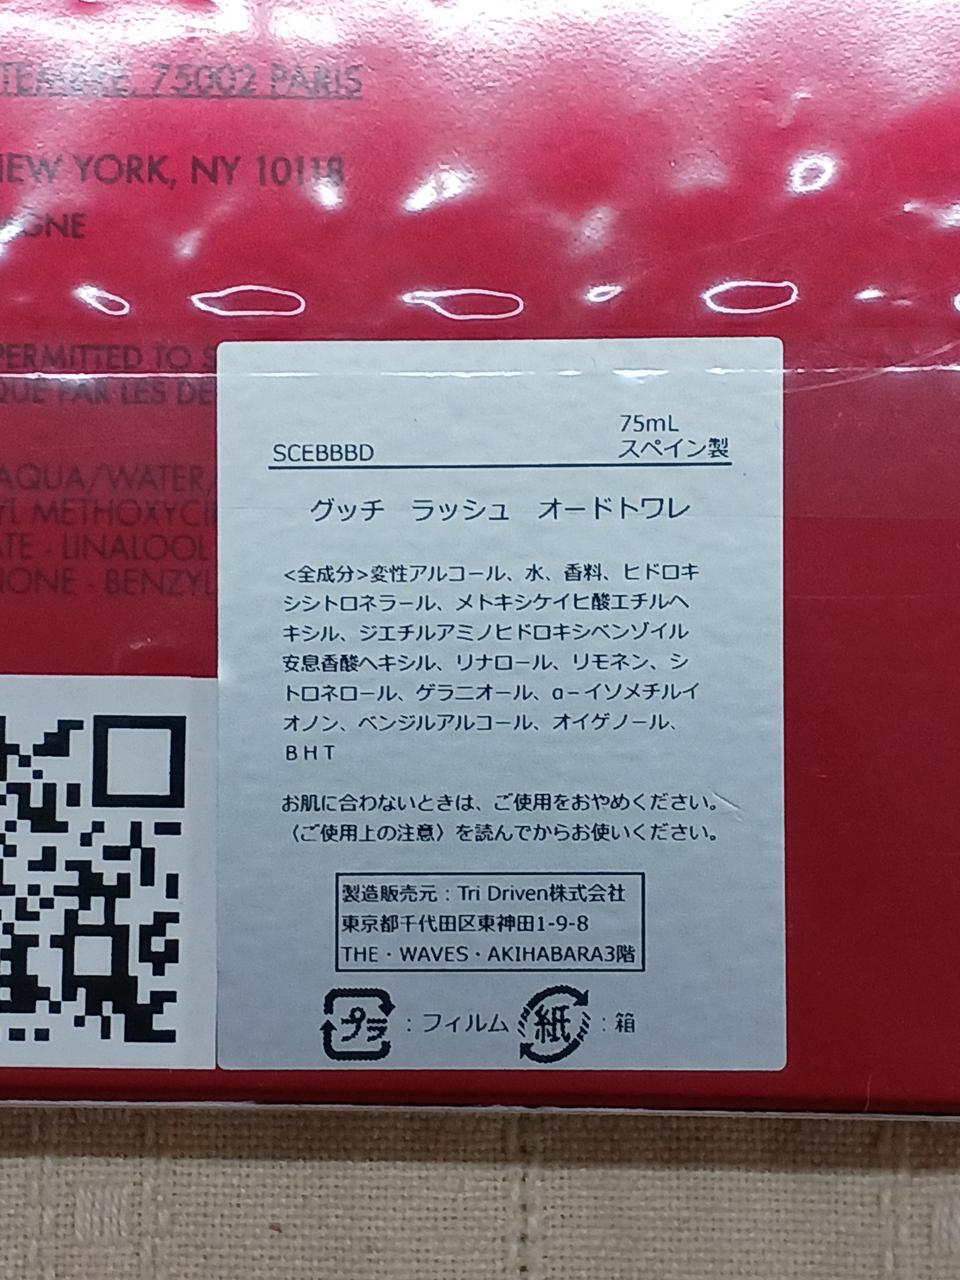 TEMBRE, 75002 PARIS
NEW YORK, NY 10118
AGNE
PERMITTED TO S
QUE PAR LES DE
AQUA/WATER,
YL METHOXYCI
ATE - LINALOOL
IONE - BENZYL
75mL
SCEBBBD
スペイン製
グッチ ラッシュ オードトワレ
<全成分>変性アルコール、水、香料、ヒドロキ
シシトロネラール、メトキシケイヒ酸エチルヘ
キシル、ジエチルアミノヒドロキシベンゾイル
安息香酸ヘキシル、リナロール、リモネン、シ
トロネロール、ゲラニオール、α－イソメチルイ
オノン、ベンジルアルコール、オイゲノール、
ＢＨＴ
お肌に合わないときは、ご使用をおやめください。
〈ご使用上の注意〉を読んでからお使いください。
製造販売元：Tri Driven株式会社
東京都千代田区東神田1-9-8
THE・WAVES・AKIHABARA3階
プラ：フィルム 紙：箱